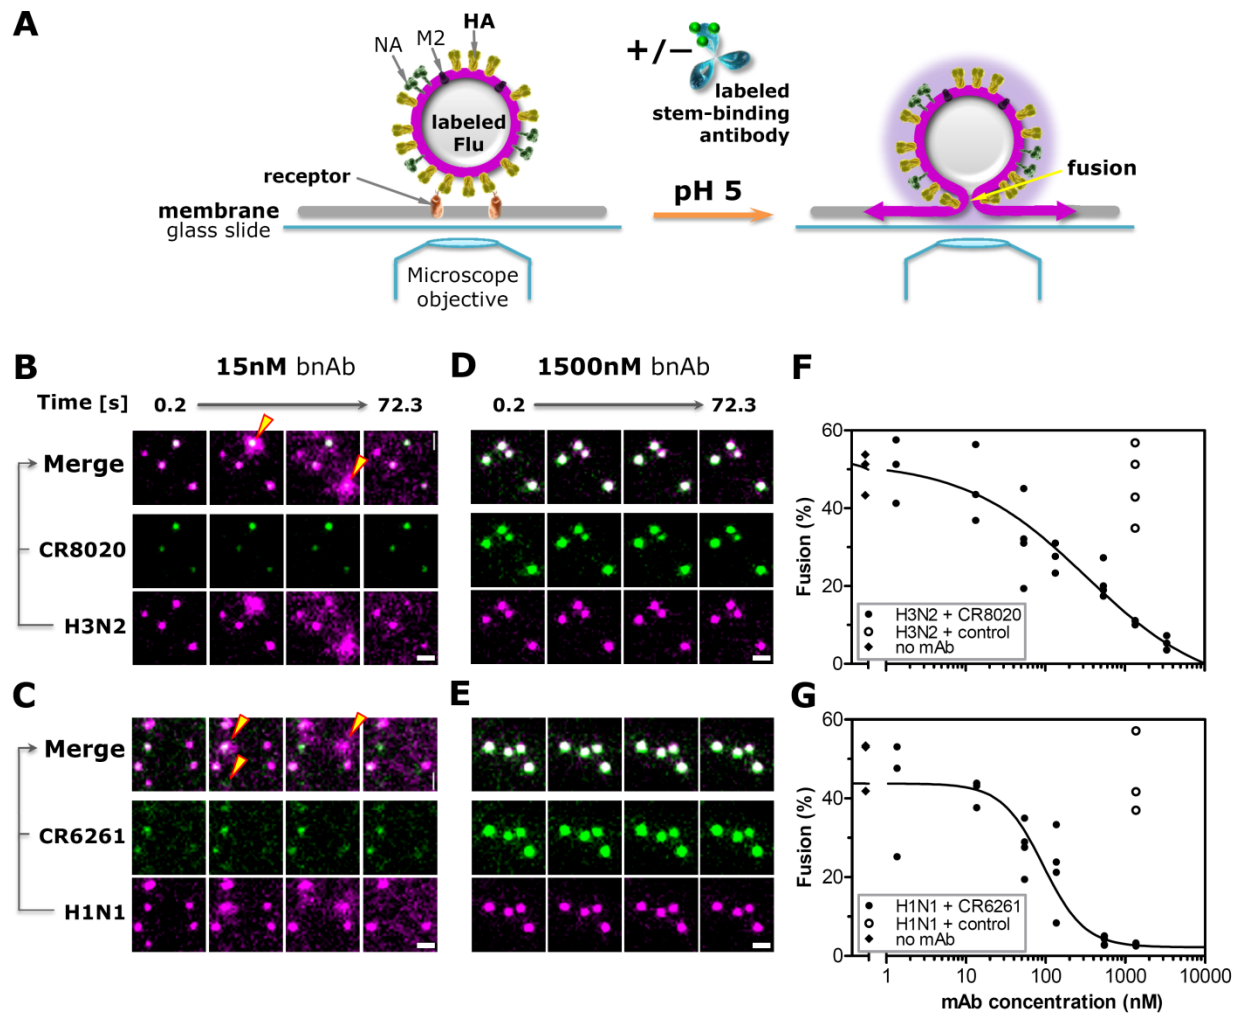 A
NA
M2
HA
labeled
Flu
receptor
membrane
glass slide
Microscope
objective
+/−
labeled
stem-binding
antibody
pH 5
fusion
B
15nM bnAb
Time [s]
0.2
72.3
Merge
CR8020
H3N2
C
Merge
CR6261
H1N1
D
1500nM bnAb
0.2
72.3
E
F
60
40
20
0
Fusion (%)
H3N2 + CR8020
H3N2 + control
no mAb
G
60
40
20
0
Fusion (%)
H1N1 + CR6261
H1N1 + control
no mAb
1
10
100
1000
10000
mAb concentration (nM)